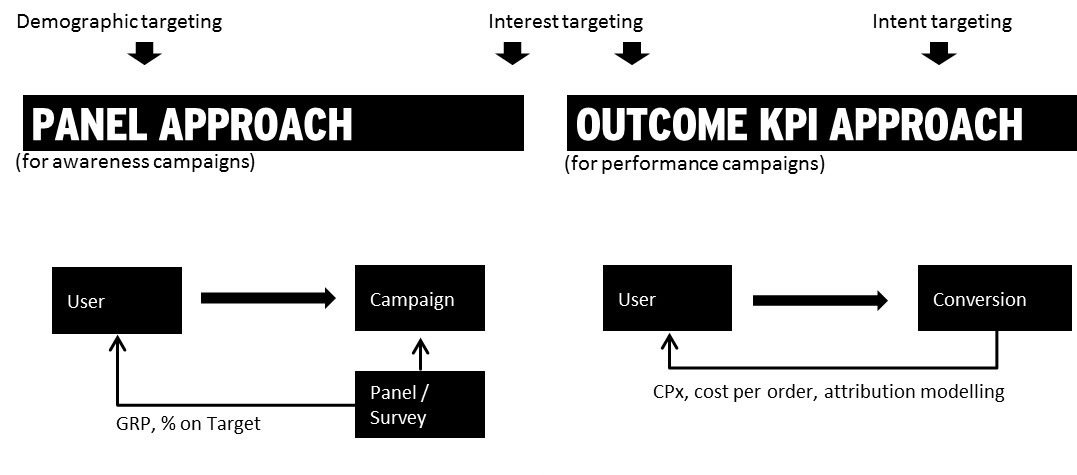 Demographic targeting
Interest targeting
Intent targeting
PANEL APPROACH
(for awareness campaigns)
OUTCOME KPI APPROACH
(for performance campaigns)
User
Campaign
Panel /
Survey
GRP, % on Target
User
Conversion
CPx, cost per order, attribution modelling